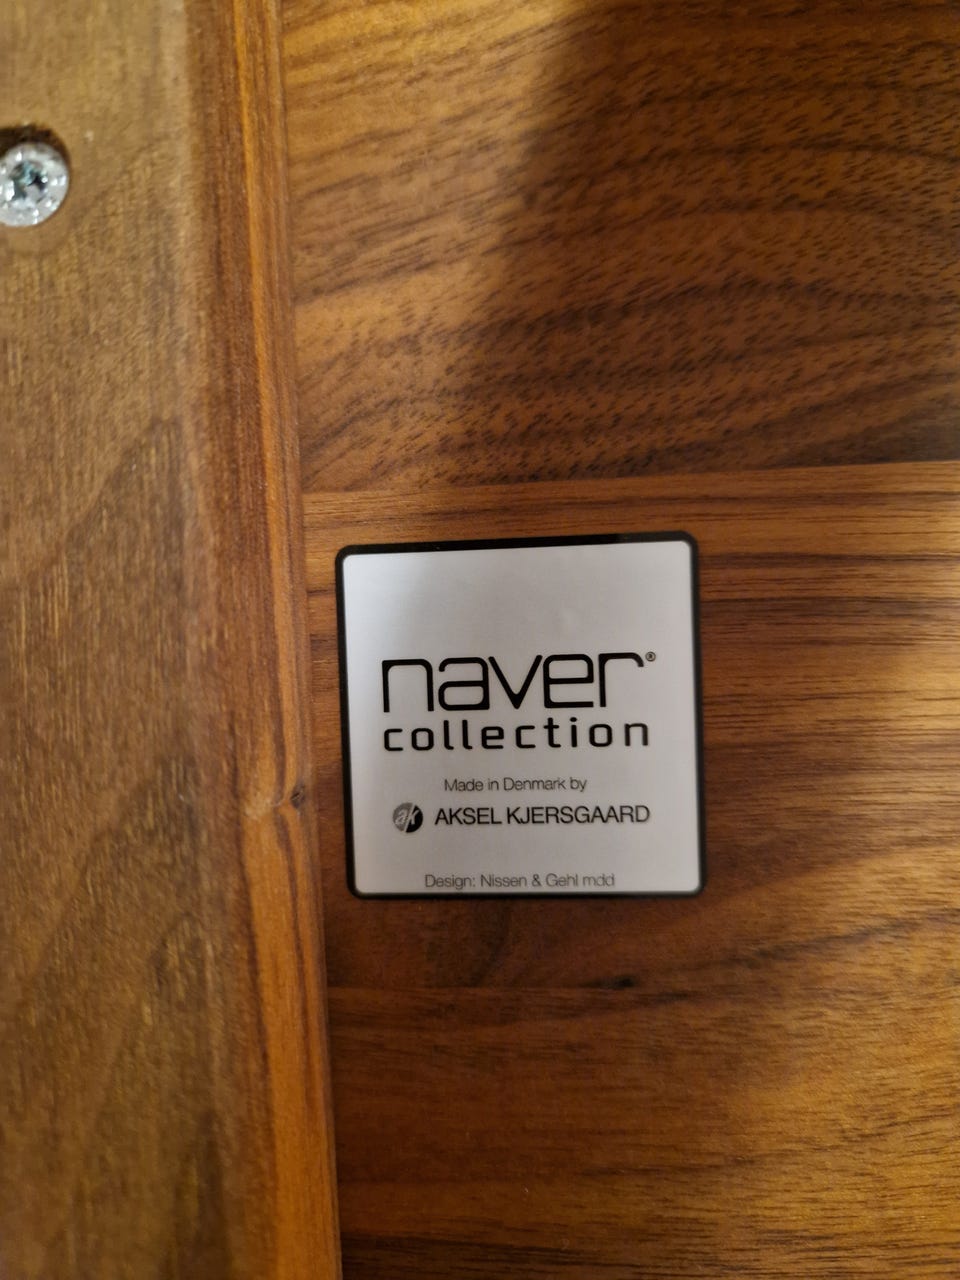 naver®
collection
Made in Denmark by
ak AKSEL KJERSGAARD
Design: Nissen & Gehl mdd